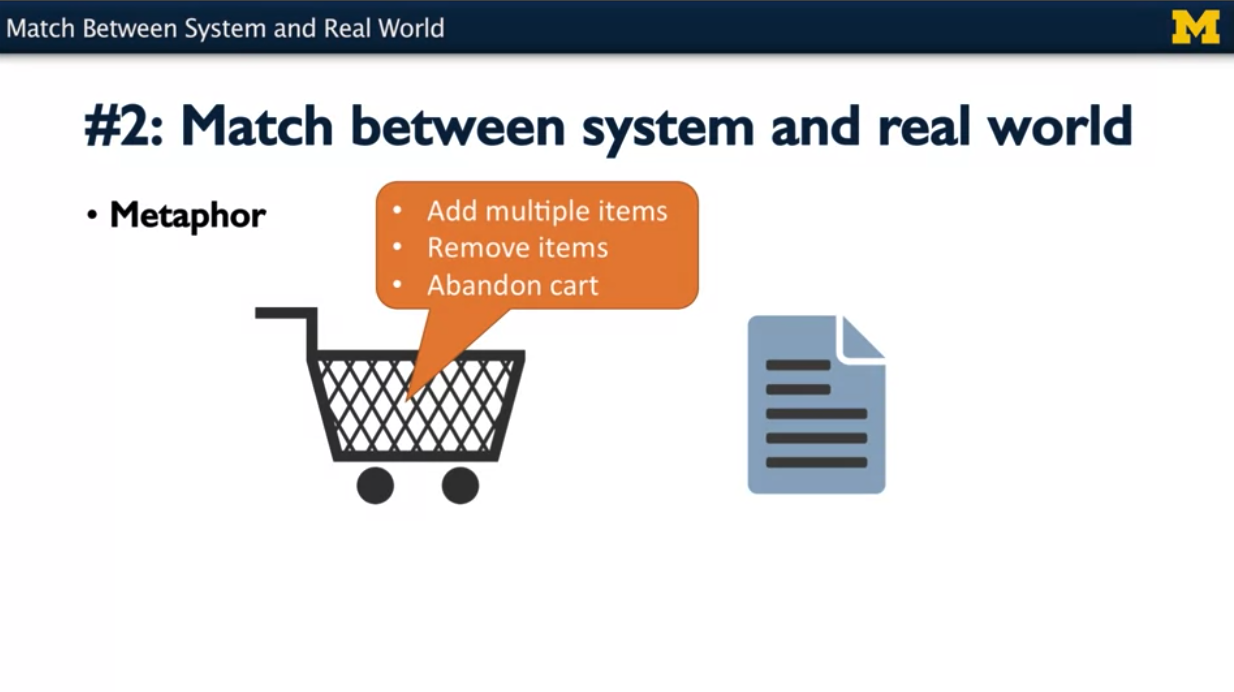 Match Between System and Real World
M
#2: Match between system and real world
• Metaphor
• Add multiple items
• Remove items
• Abandon cart